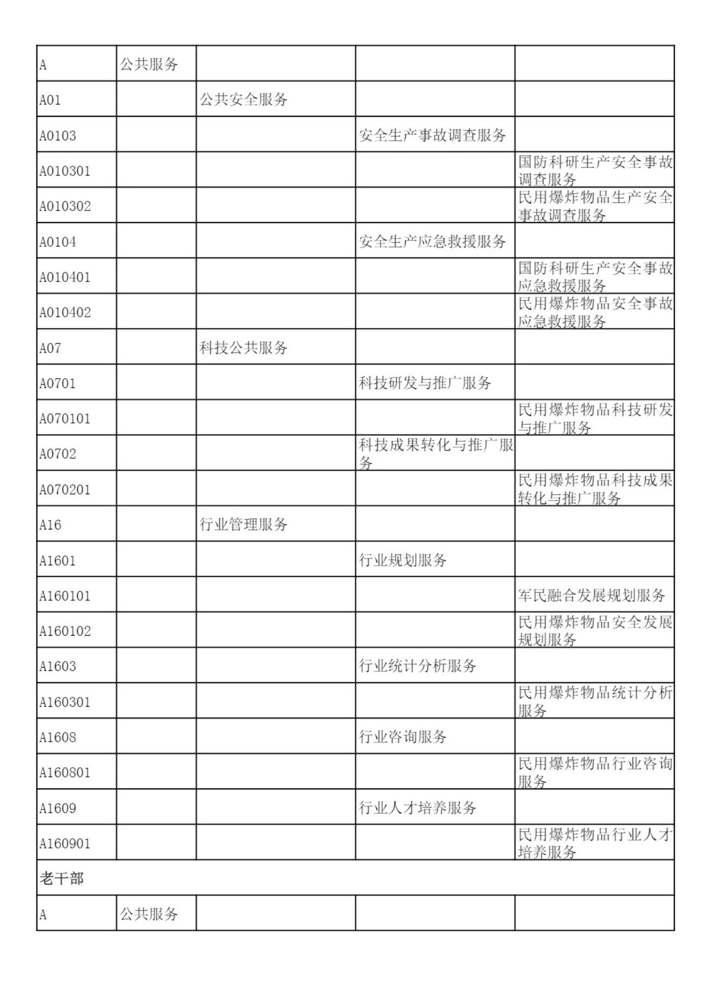 A 公共服务
A01 公共安全服务
A0103 安全生产事故调查服务
A010301 国防科研生产安全事故
调查服务
A010302 民用爆炸物品生产安全
事故调查服务
A0104 安全生产应急救援服务
A010401 国防科研生产安全事故
应急救援服务
A010402 民用爆炸物品安全事故
应急救援服务
A07 科技公共服务
A0701 科技研发与推广服务
A070101 民用爆炸物品科技研发
与推广服务
A0702 科技成果转化与推广服
务
A070201 民用爆炸物品科技成果
转化与推广服务
A16 行业管理服务
A1601 行业规划服务
A160101 军民融合发展规划服务
A160102 民用爆炸物品安全发展
规划服务
A1603 行业统计分析服务
A160301 民用爆炸物品统计分析
服务
A1608 行业咨询服务
A160801 民用爆炸物品行业咨询
服务
A1609 行业人才培养服务
A160901 民用爆炸物品行业人才
培养服务
老干部
A 公共服务